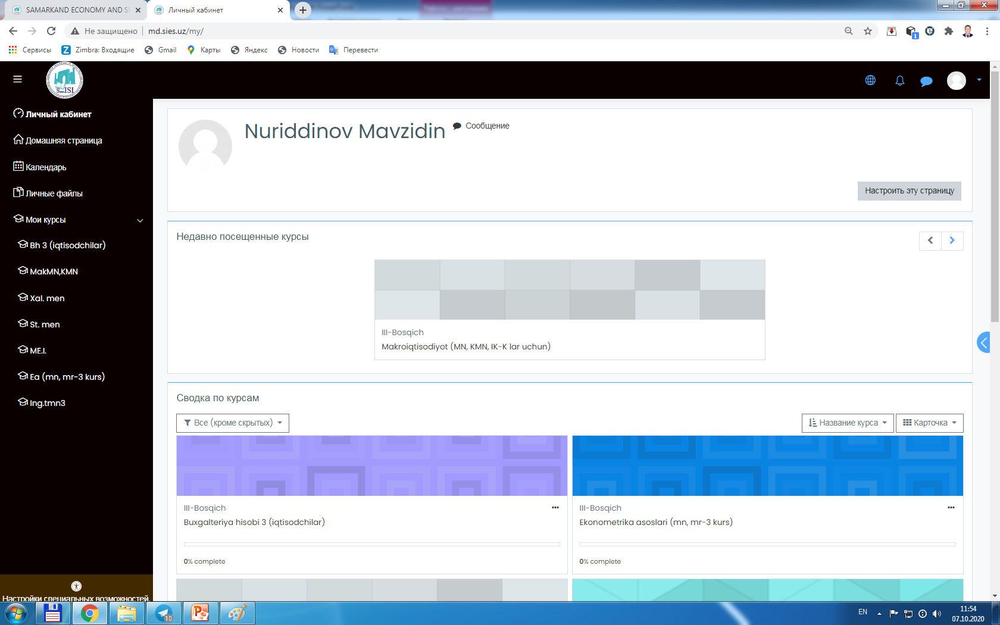 SAMARKAND ECONOMY AND SE
Личный кабинет
Не защищено
md.sies.uz/my/
1
Сервисы
Zimbra: Входящие
Gmail
Карты
Яндекс
Новости
Перевести
SamISI
Личный кабинет
Домашняя страница
Календарь
Личные файлы
Мои курсы
Bh 3 (iqtisodchilar)
MakMN,KMN
Xal. men
St. men
ME.I.
Ea (mn, mr-3 kurs)
Ing.tmn3
Настройки специальных возможностей
Nuriddinov Mavzidin
Сообщение
Настроить эту страницу
Недавно посещенные курсы
III-Bosqich
Makroiqtisodiyot (MN, KMN, IK-K lar uchun)
Сводка по курсам
Все (кроме скрытых)
Название курса
Карточка
III-Bosqich
Buxgalteriya hisobi 3 (iqtisodchilar)
0% complete
III-Bosqich
Ekonometrika asoslari (mn, mr-3 kurs)
0% complete
10
EN
11:54
07.10.2020